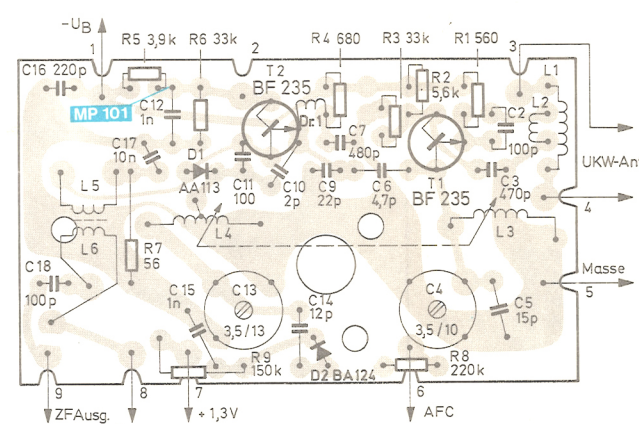 -UB
R5 3,9k
R6 33k
R4 680
R3 33k
R1 560
1
2
3
C16 220p
T2
BF 235
R2
5,6k
L1
L2
MP 101
C12
1n
Dr.1
C7
480p
C2
100p
C17
10n
D1
AA113
C11
100
C10
2p
C9
22p
C6
4,7p
T1
BF 235
C3
470p
UKW-Ant
L5
L6
L4
L3
4
R7
56
C18
100p
C15
1n
C13
3,5/13
C14
12p
C4
3,5/10
C5
15p
Masse
5
R9
150k
D2 BA124
R8
220k
9
8
7
6
ZFAusg.
+1,3V
AFC